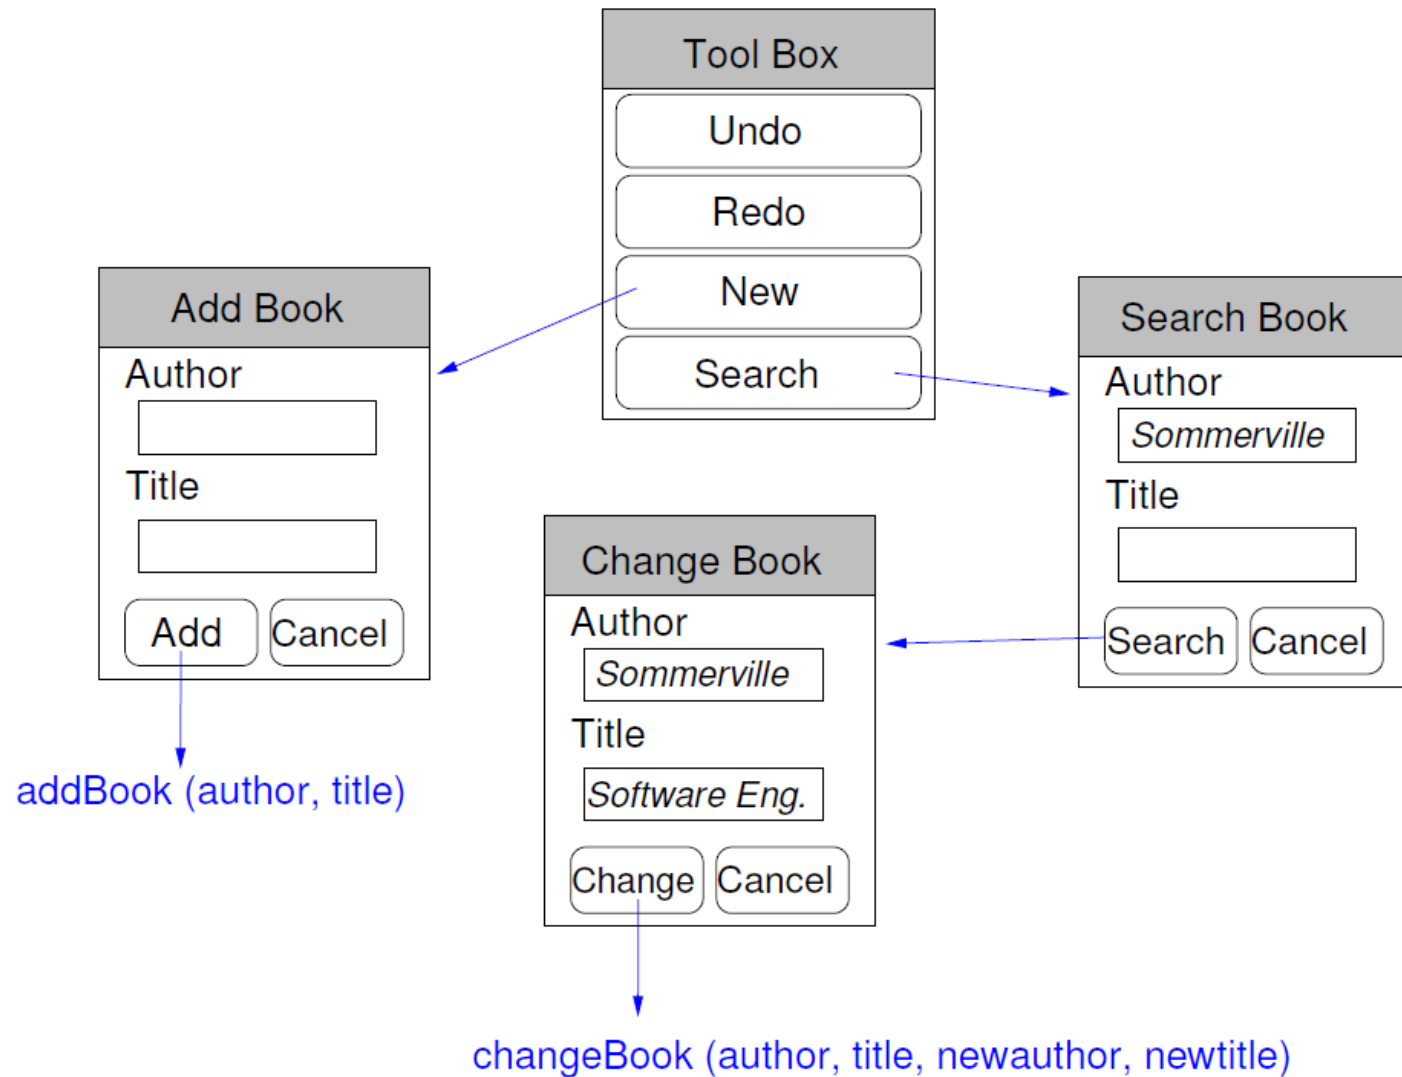 Tool Box
Undo
Redo
New
Search
Add Book
Author
Title
Add Cancel
addBook (author, title)
Search Book
Author
Sommerville
Title
Search Cancel
Change Book
Author
Sommerville
Title
Software Eng.
Change Cancel
changeBook (author, title, newauthor, newtitle)